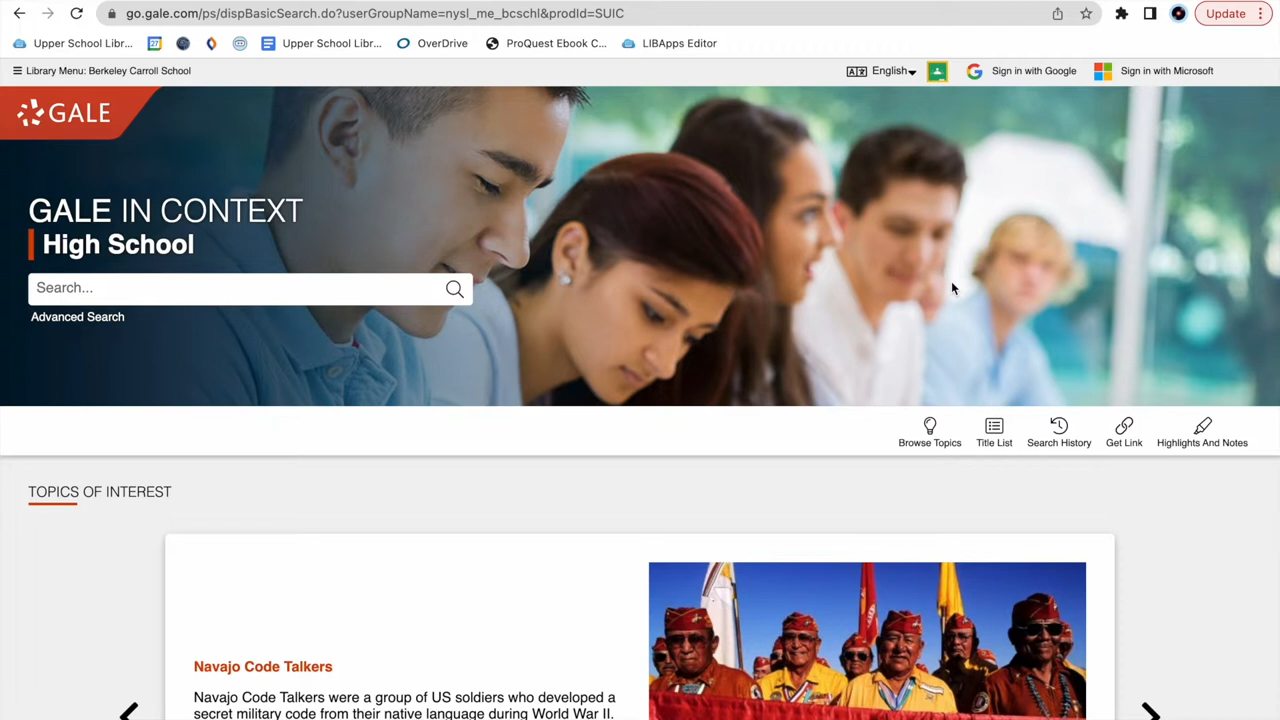 go.gale.com/ps/dispBasicSearch.do?userGroupName=nysl_me_bcschl&prodId=SUIC
Update
Upper School Libr...
27
Upper School Libr...
OverDrive
ProQuest Ebook C...
LIBApps Editor
Library Menu: Berkeley Carroll School
English
Sign in with Google
Sign in with Microsoft
GALE
GALE IN CONTEXT
High School
Search...
Advanced Search
Browse Topics
Title List
Search History
Get Link
Highlights And Notes
TOPICS OF INTEREST
Navajo Code Talkers
Navajo Code Talkers were a group of US soldiers who developed a
secret military code from their native language during World War II.